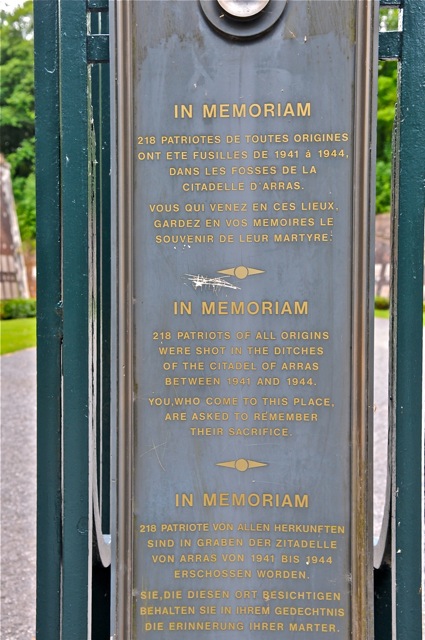 IN MEMORIAM
218 PATRIOTES DE TOUTES ORIGINES
ONT ETE FUSILLES DE 1941 à 1944,
DANS LES FOSSES DE LA
CITADELLE D'ARRAS.
VOUS QUI VENEZ EN CES LIEUX,
GARDEZ EN VOS MEMOIRES LE
SOUVENIR DE LEUR MARTYRE.
IN MEMORIAM
218 PATRIOTS OF ALL ORIGINS
WERE SHOT IN THE DITCHES
OF THE CITADEL OF ARRAS
BETWEEN 1941 AND 1944.
YOU,WHO COME TO THIS PLACE,
ARE ASKED TO REMEMBER
THEIR SACRIFICE.
IN MEMORIAM
218 PATRIOTE VON ALLEN HERKUNFTEN
SIND IN GRABEN DER ZITADELLE
VON ARRAS VON 1941 BIS 1944
ERSCHOSSEN WORDEN.
SIE,DIE DIESEN ORT BESICHTIGEN
BEHALTEN SIE IN IHREM GEDECHTNIS
DIE ERINNERUNG IHRER MARTER.